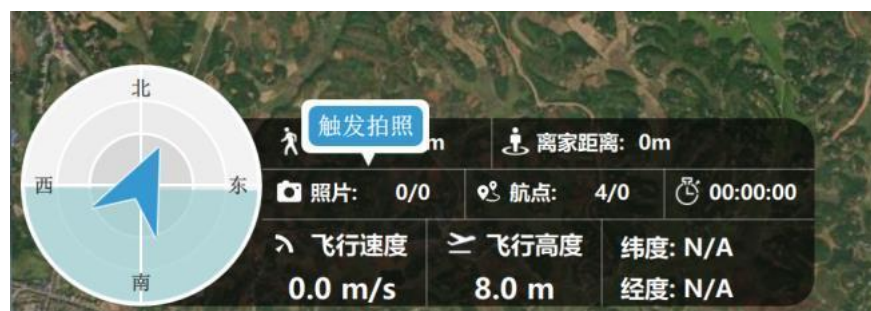 北
西
东
南
触发拍照
m
离家距离: 0m
照片: 0/0
航点: 4/0
00:00:00
飞行速度
0.0 m/s
飞行高度
8.0 m
纬度: N/A
经度: N/A